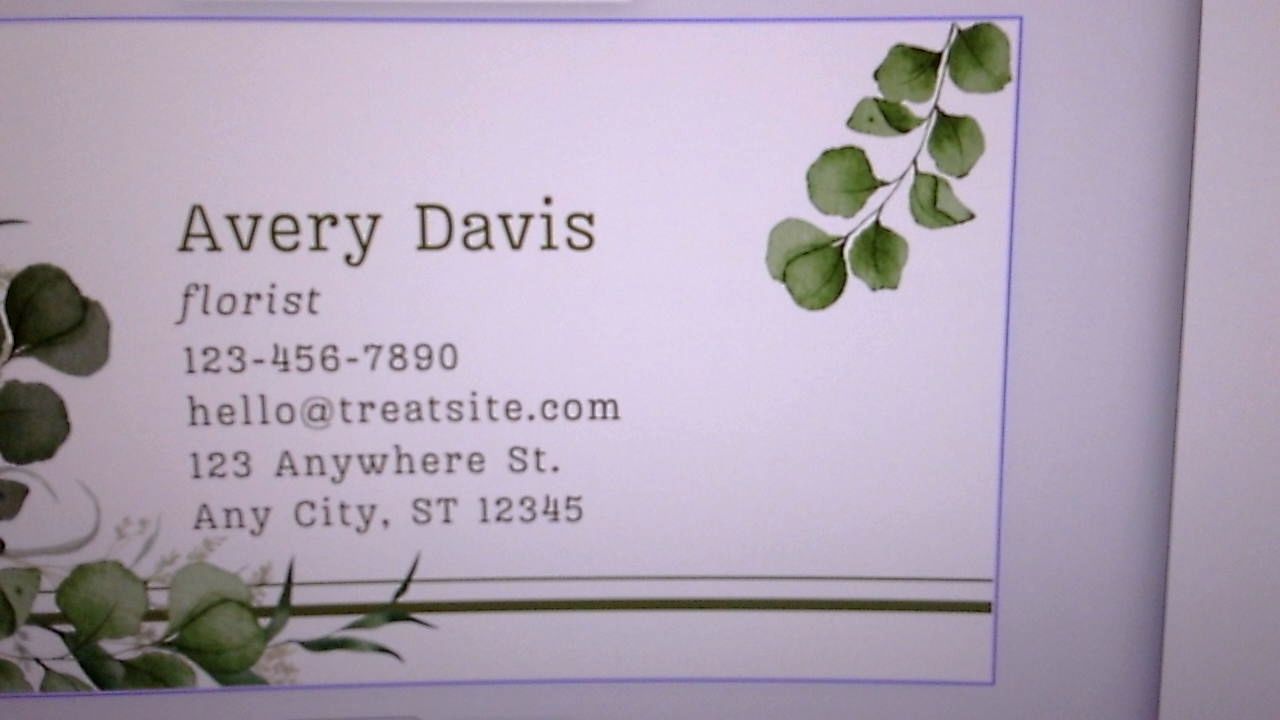 Avery Davis
florist
123-456-7890
hello@treatsite.com
123 Anywhere St.
Any City, ST 12345